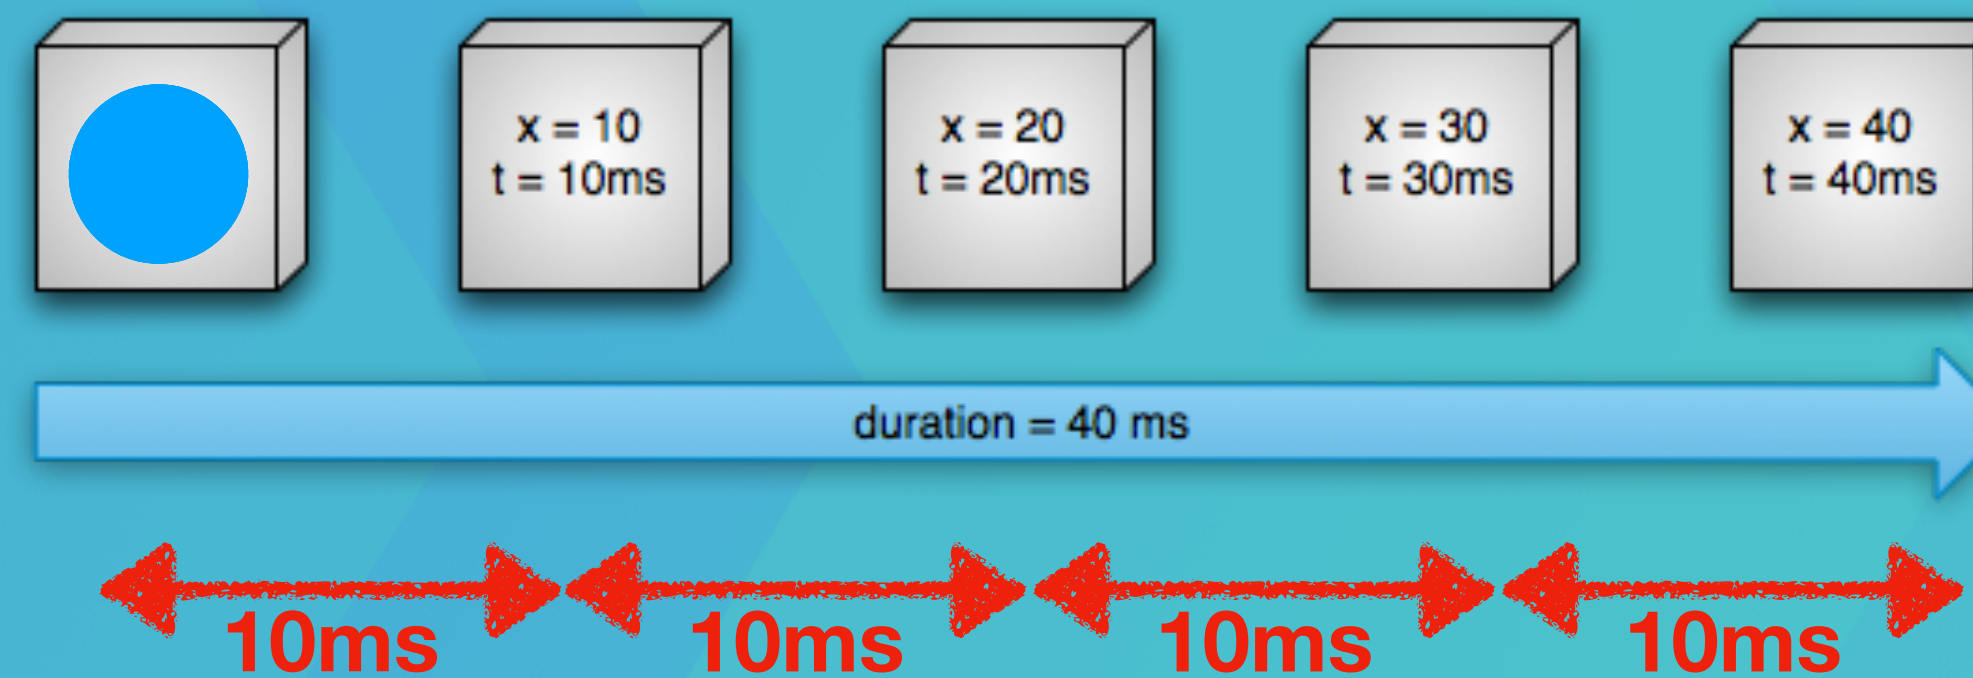 x = 10
t = 10ms
x = 20
t = 20ms
x = 30
t = 30ms
x = 40
t = 40ms
duration = 40 ms
10ms
10ms
10ms
10ms